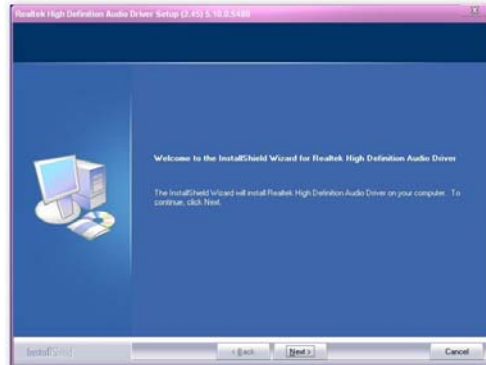 Realtek High Definition Audio Driver Setup (2.45) 5.10.0.5480
Welcome to the InstallShield Wizard for Realtek High Definition Audio Driver
The InstallShield Wizard will install Realtek High Definition Audio Driver on your computer. To
continue, click Next.
InstallShield
< Back
Next >
Cancel